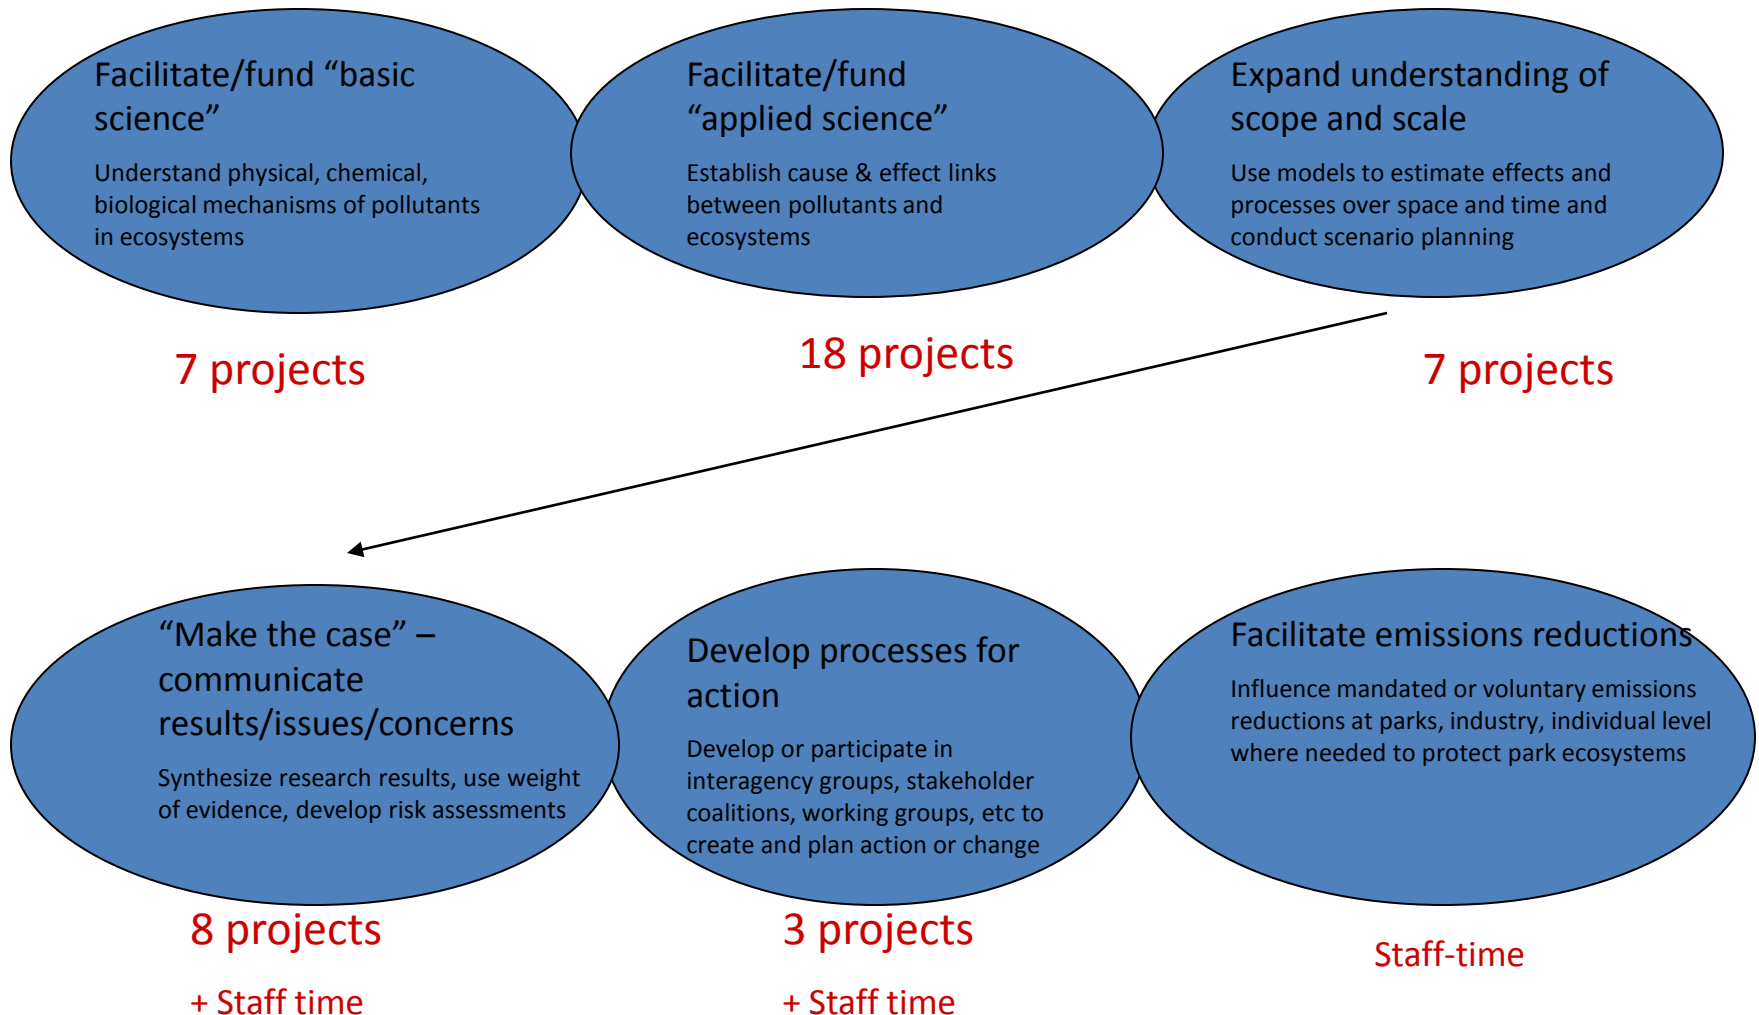 Facilitate/fund “basic
science”
Understand physical, chemical,
biological mechanisms of pollutants
in ecosystems
7 projects
Facilitate/fund
“applied science”
Establish cause & effect links
between pollutants and
ecosystems
18 projects
Expand understanding of
scope and scale
Use models to estimate effects and
processes over space and time and
conduct scenario planning
7 projects
“Make the case” –
communicate
results/issues/concerns
Synthesize research results, use weight
of evidence, develop risk assessments
8 projects
+ Staff time
Develop processes for
action
Develop or participate in
interagency groups, stakeholder
coalitions, working groups, etc to
create and plan action or change
3 projects
+ Staff time
Facilitate emissions reductions
Influence mandated or voluntary emissions
reductions at parks, industry, individual level
where needed to protect park ecosystems
Staff-time